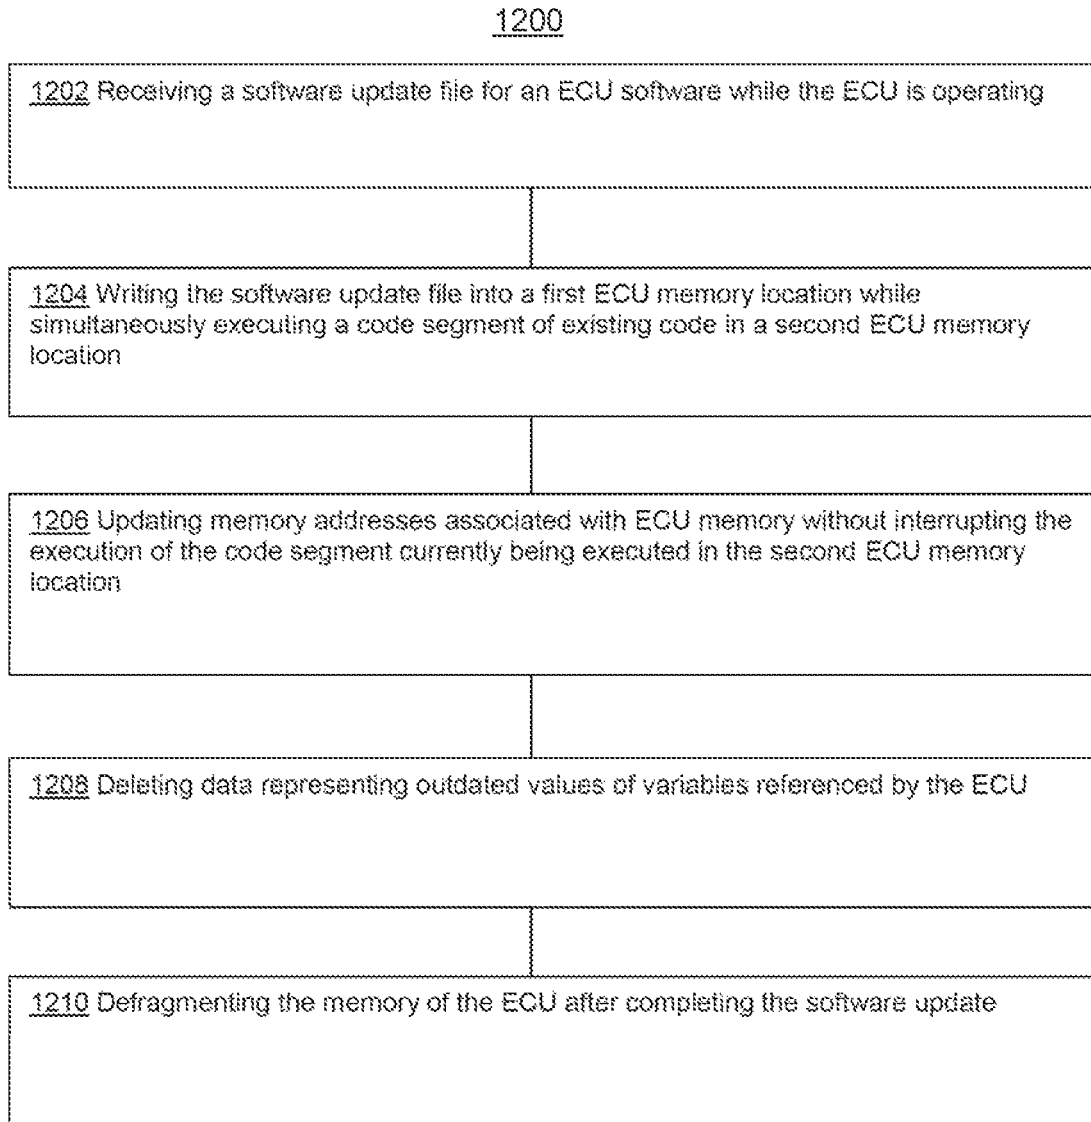 1200
1202 Receiving a software update file for an ECU software while the ECU is operating
1204 Writing the software update file into a first ECU memory location while
simultaneously executing a code segment of existing code in a second ECU memory
location
1206 Updating memory addresses associated with ECU memory without interrupting the
execution of the code segment currently being executed in the second ECU memory
location
1208 Deleting data representing outdated values of variables referenced by the ECU
1210 Defragmenting the memory of the ECU after completing the software update